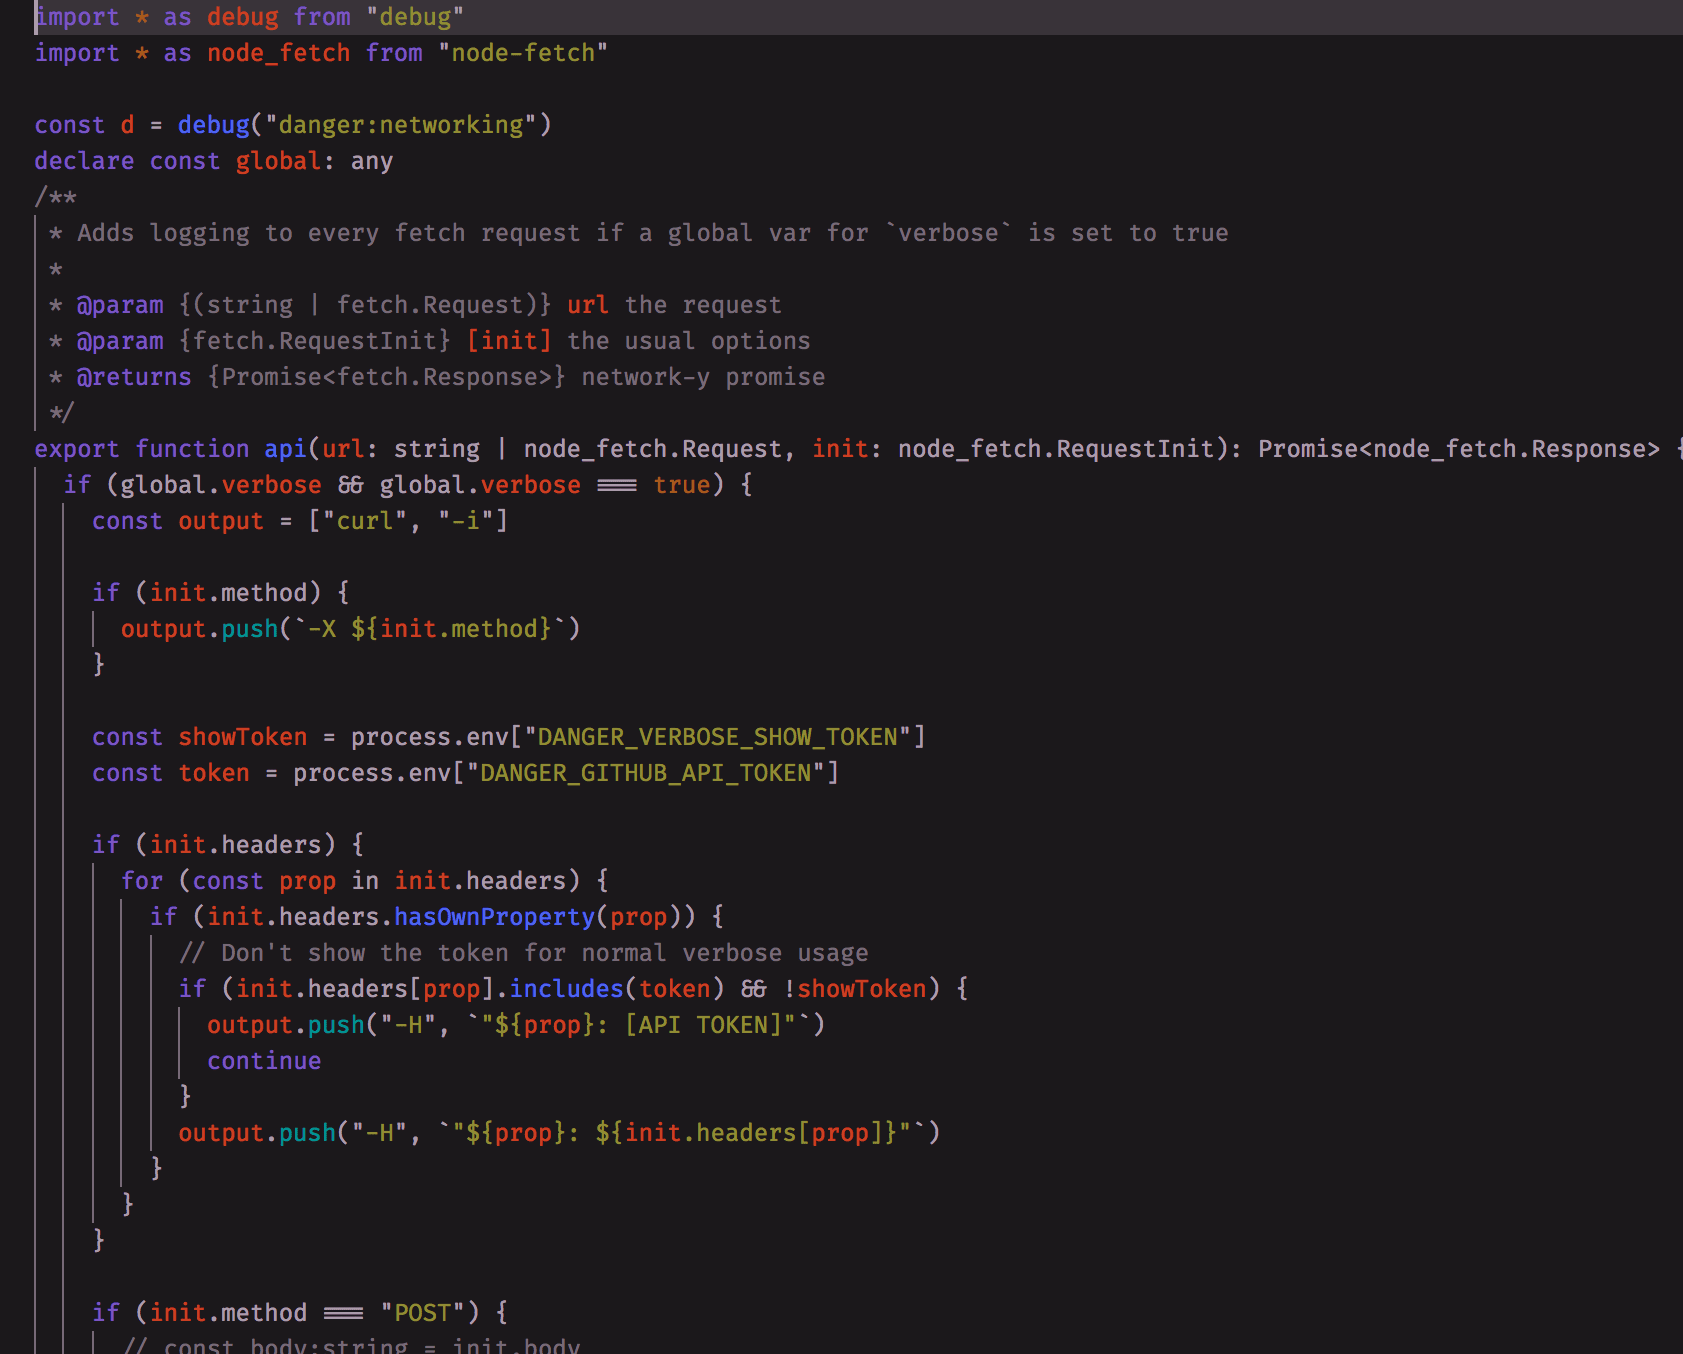 import * as debug from "debug"
import * as node_fetch from "node-fetch"
const d = debug("danger:networking")
declare const global: any
/**
* Adds logging to every fetch request if a global var for `verbose` is set to true
*
* @param {(string | fetch.Request)} url the request
* @param {fetch.RequestInit} [init] the usual options
* @returns {Promise<fetch.Response>} network-y promise
*/
export function api(url: string | node_fetch.Request, init: node_fetch.RequestInit): Promise<node_fetch.Response> {
if (global.verbose && global.verbose === true) {
const output = ["curl", "-i"]
if (init.method) {
output.push(`-X ${init.method}`)
}
const showToken = process.env["DANGER_VERBOSE_SHOW_TOKEN"]
const token = process.env["DANGER_GITHUB_API_TOKEN"]
if (init.headers) {
for (const prop in init.headers) {
if (init.headers.hasOwnProperty(prop)) {
// Don't show the token for normal verbose usage
if (init.headers[prop].includes(token) && !showToken) {
output.push("-H", `"${prop}: [API TOKEN]"`)
continue
}
output.push("-H", `"${prop}: ${init.headers[prop]}"`)
}
}
}
if (init.method === "POST") {
// const body:string = init.body